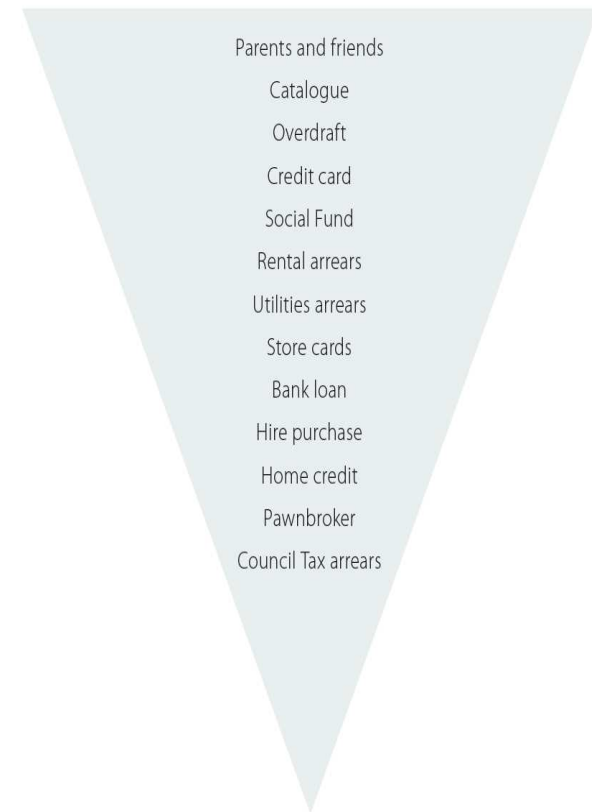 Parents and friends
Catalogue
Overdraft
Credit card
Social Fund
Rental arrears
Utilities arrears
Store cards
Bank loan
Hire purchase
Home credit
Pawnbroker
Council Tax arrears